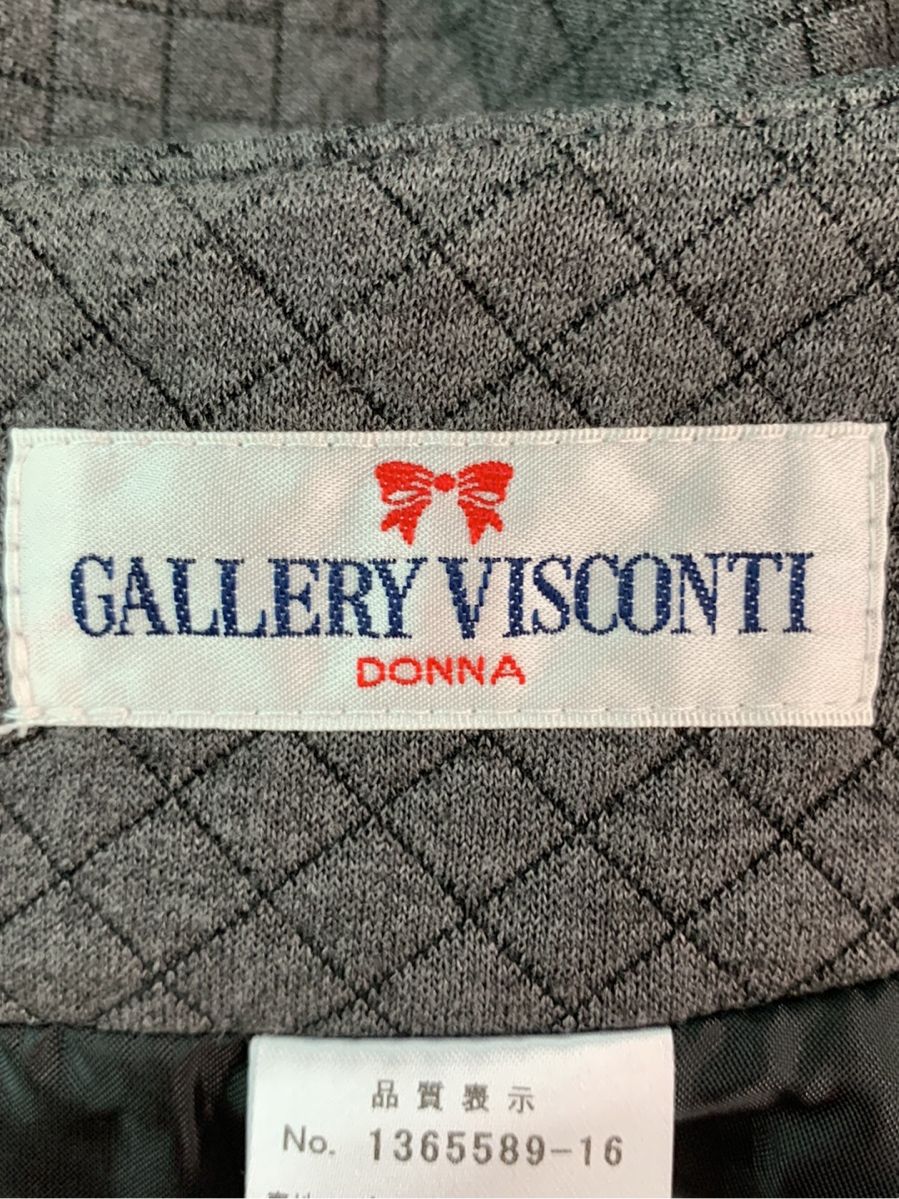 GALLERY VISCONTI
DONNA
品質表示
No. 1365589-16